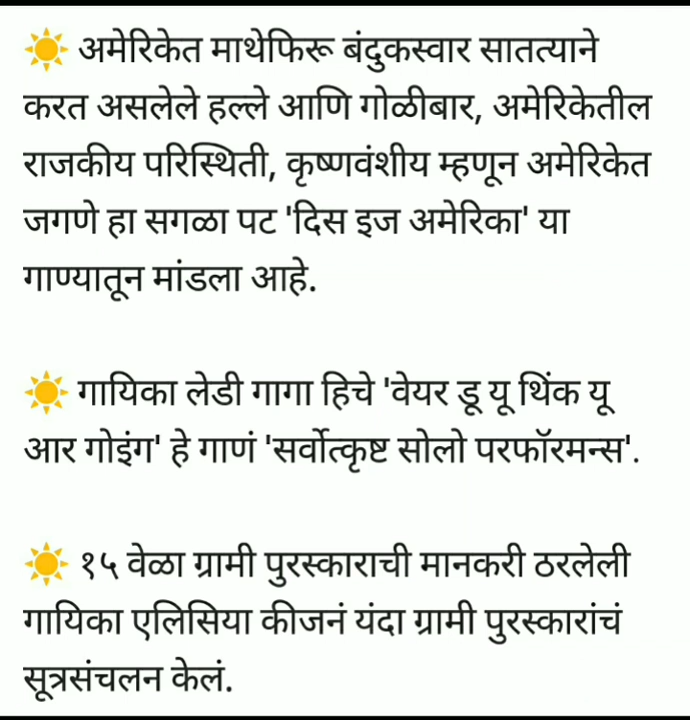 ☀ अमेरिकेत माथेफिरू बंदुकस्वार सातत्याने
करत असलेले हल्ले आणि गोळीबार, अमेरिकेतील
राजकीय परिस्थिती, कृष्णवंशीय म्हणून अमेरिकेत
जगणे हा सगळा पट 'दिस इज अमेरिका' या
गाण्यातून मांडला आहे.
☀ गायिका लेडी गागा हिचे 'वेयर डू यू थिंक यू
आर गोइंग' हे गाणं 'सर्वोत्कृष्ट सोलो परफॉरमन्स'.
☀ १५ वेळा ग्रामी पुरस्काराची मानकरी ठरलेली
गायिका एलिसिया कीजनं यंदा ग्रामी पुरस्कारांचं
सूत्रसंचलन केलं.